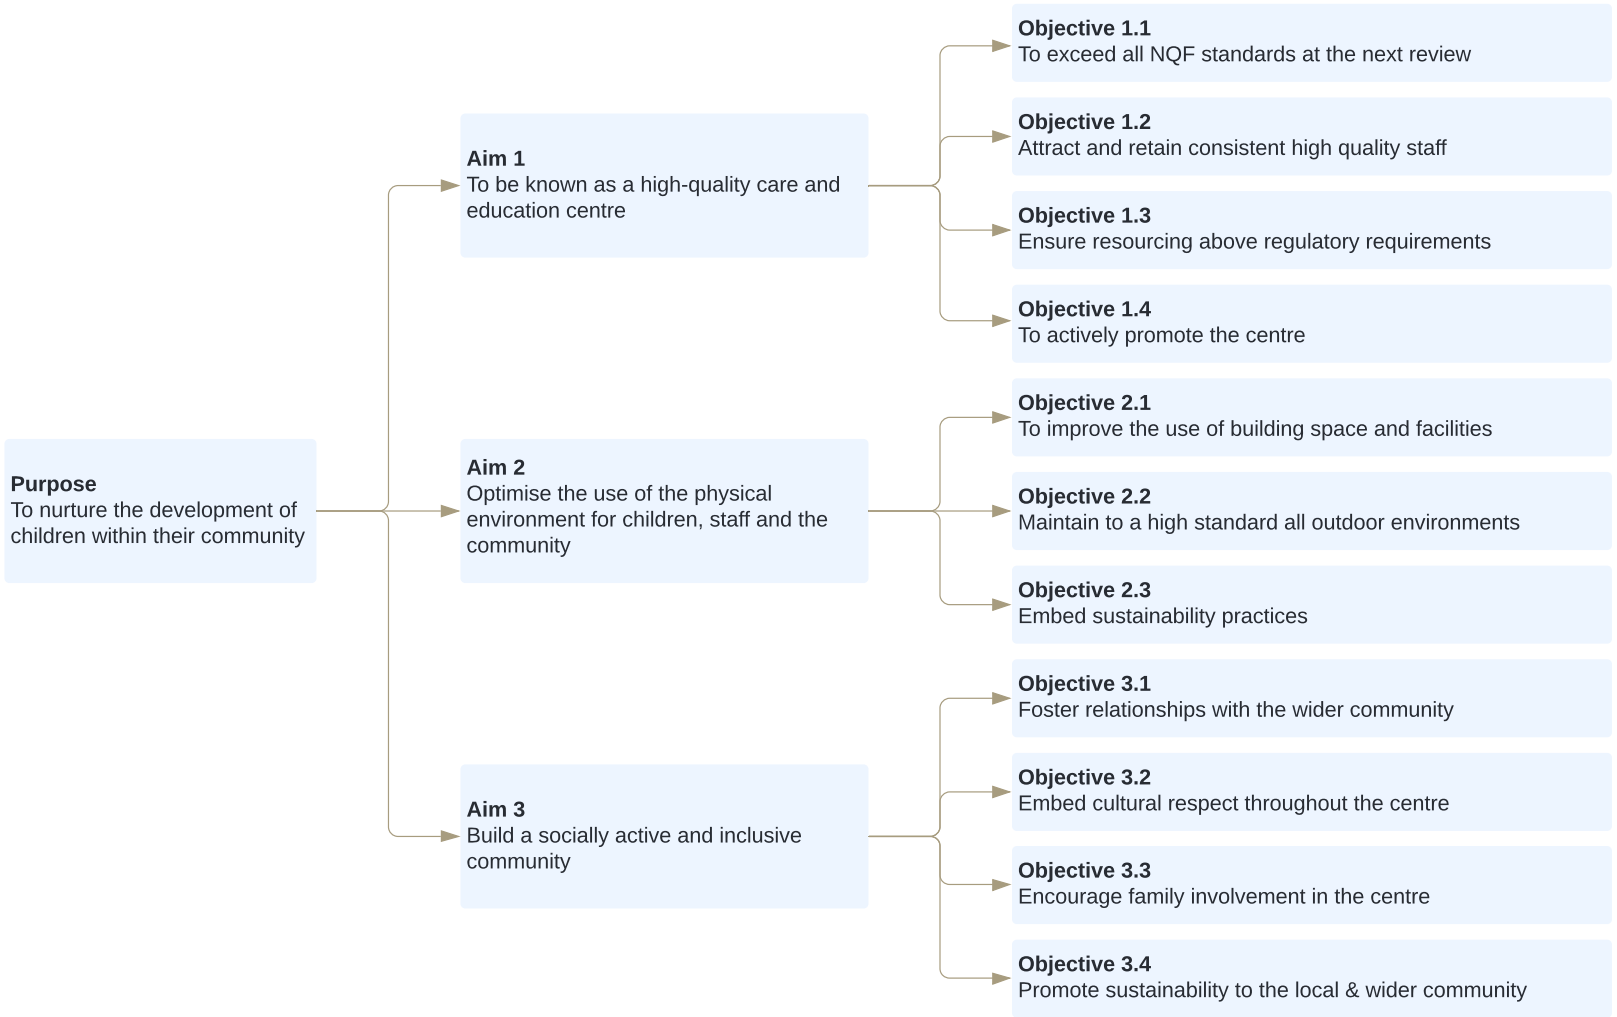 Purpose
To nurture the development of
children within their community
Aim 1
To be known as a high-quality care and
education centre
Objective 1.1
To exceed all NQF standards at the next review
Objective 1.2
Attract and retain consistent high quality staff
Objective 1.3
Ensure resourcing above regulatory requirements
Objective 1.4
To actively promote the centre
Aim 2
Optimise the use of the physical
environment for children, staff and the
community
Objective 2.1
To improve the use of building space and facilities
Objective 2.2
Maintain to a high standard all outdoor environments
Objective 2.3
Embed sustainability practices
Aim 3
Build a socially active and inclusive
community
Objective 3.1
Foster relationships with the wider community
Objective 3.2
Embed cultural respect throughout the centre
Objective 3.3
Encourage family involvement in the centre
Objective 3.4
Promote sustainability to the local & wider community